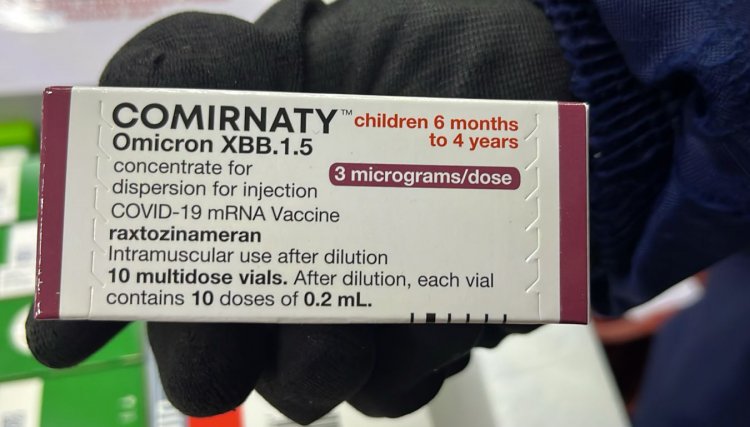 COMIRNATY™ children 6 months
to 4 years
Omicron XBB.1.5
concentrate for
dispersion for injection
3 micrograms/dose
COVID-19 mRNA Vaccine
raxtozinameran
Intramuscular use after dilution
10 multidose vials. After dilution, each vial
contains 10 doses of 0.2 mL.